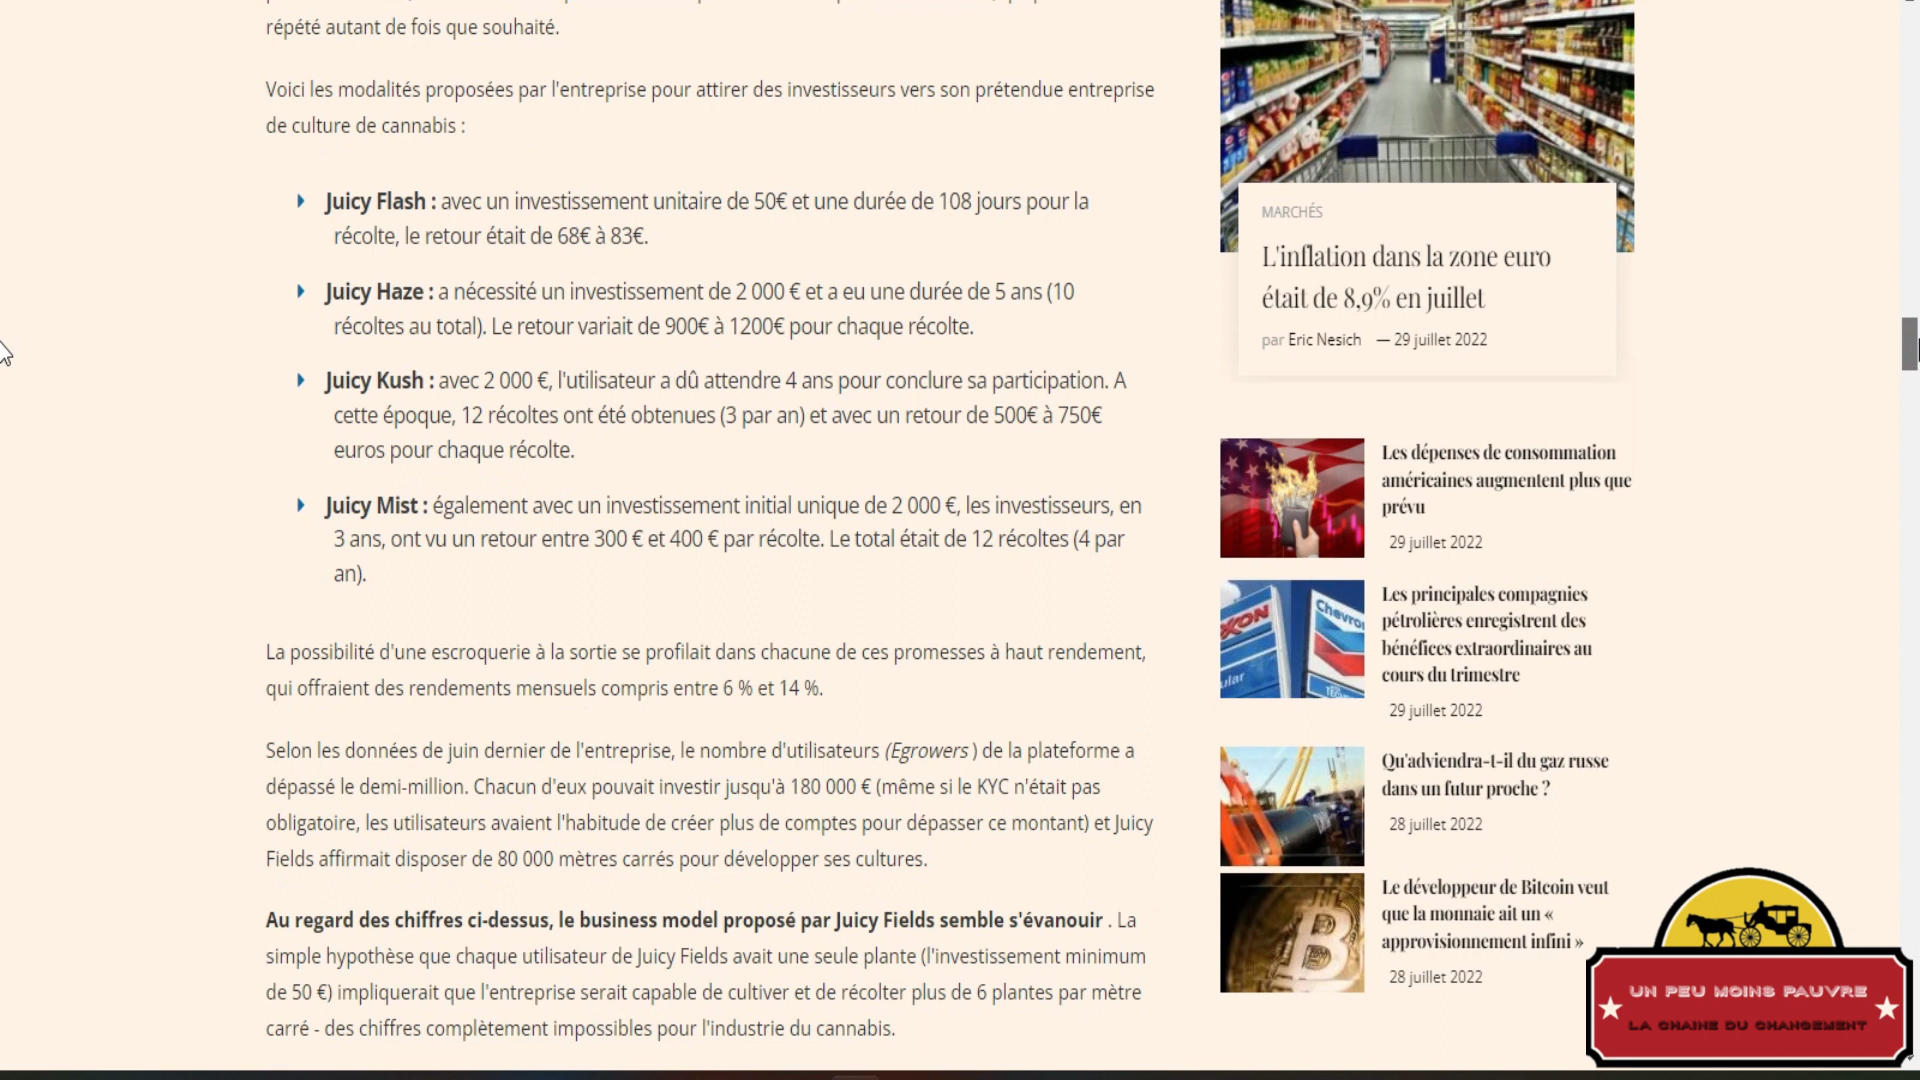 répété autant de fois que souhaité.
Voici les modalités proposées par l'entreprise pour attirer des investisseurs vers son prétendue entreprise
de culture de cannabis :
Juicy Flash : avec un investissement unitaire de 50€ et une durée de 108 jours pour la
récolte, le retour était de 68€ à 83€.
Juicy Haze : a nécessité un investissement de 2 000 € et a eu une durée de 5 ans (10
récoltes au total). Le retour variait de 900€ à 1200€ pour chaque récolte.
Juicy Kush : avec 2 000 €, l'utilisateur a dû attendre 4 ans pour conclure sa participation. A
cette époque, 12 récoltes ont été obtenues (3 par an) et avec un retour de 500€ à 750€
euros pour chaque récolte.
Juicy Mist : également avec un investissement initial unique de 2 000 €, les investisseurs, en
3 ans, ont vu un retour entre 300 € et 400 € par récolte. Le total était de 12 récoltes (4 par
an).
La possibilité d'une escroquerie à la sortie se profilait dans chacune de ces promesses à haut rendement,
qui offraient des rendements mensuels compris entre 6 % et 14 %.
Selon les données de juin dernier de l'entreprise, le nombre d'utilisateurs (Egrowers ) de la plateforme a
dépassé le demi-million. Chacun d'eux pouvait investir jusqu'à 180 000 € (même si le KYC n'était pas
obligatoire, les utilisateurs avaient l'habitude de créer plus de comptes pour dépasser ce montant) et Juicy
Fields affirmait disposer de 80 000 mètres carrés pour développer ses cultures.
Au regard des chiffres ci-dessus, le business model proposé par Juicy Fields semble s'évanouir . La
simple hypothèse que chaque utilisateur de Juicy Fields avait une seule plante (l'investissement minimum
de 50 €) impliquerait que l'entreprise serait capable de cultiver et de récolter plus de 6 plantes par mètre
carré - des chiffres complètement impossibles pour l'industrie du cannabis.
MARCHÉS
L'inflation dans la zone euro
était de 8,9% en juillet
par Eric Nesich — 29 juillet 2022
Les dépenses de consommation
américaines augmentent plus que
prévu
29 juillet 2022
XON
Chevro
ular
Les principales compagnies
pétrolières enregistrent des
bénéfices extraordinaires au
cours du trimestre
29 juillet 2022
Qu'adviendra-t-il du gaz russe
dans un futur proche ?
28 juillet 2022
Le développeur de Bitcoin veut
que la monnaie ait un «
approvisionnement infini »
28 juillet 2022
UN PEU MOINS PAUVRE
LA CHAINE DU CHANGEMENT